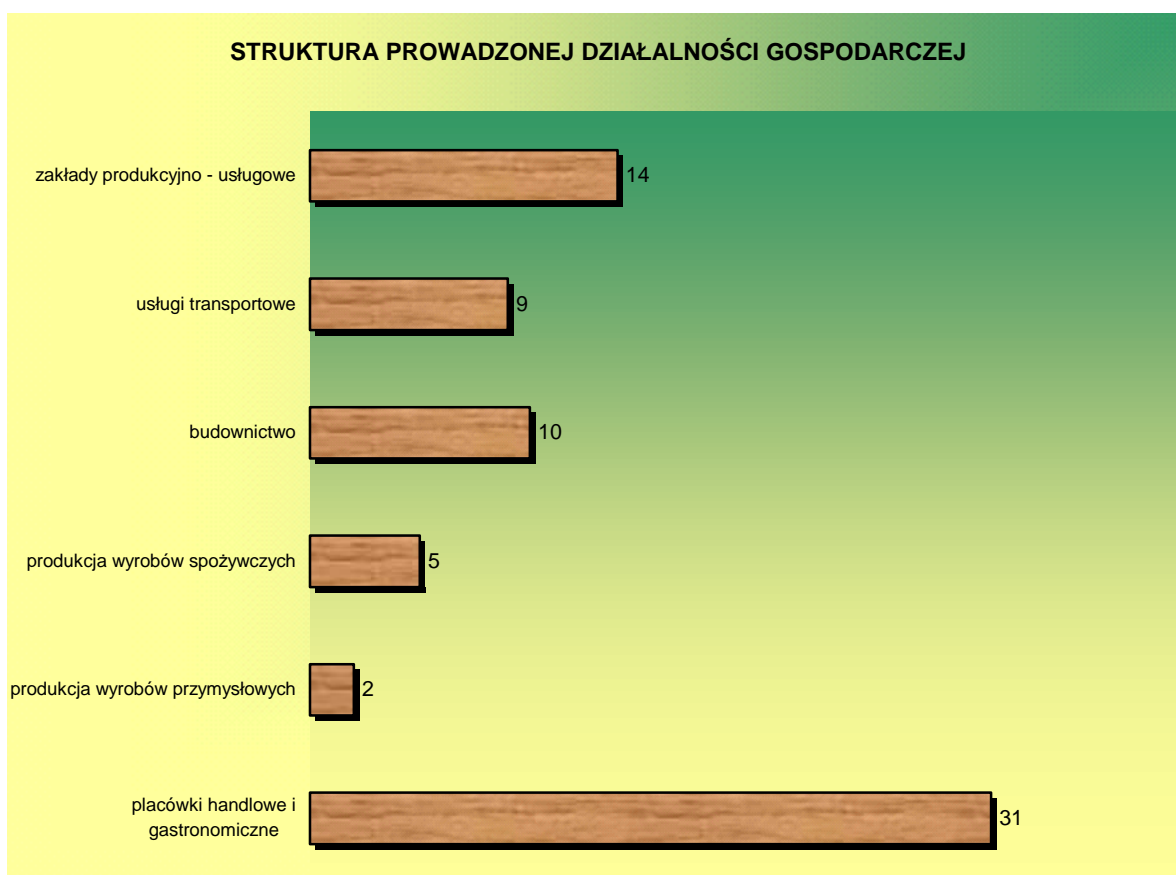 STRUKTURA PROWADZONEJ DZIAŁALNOŚCI GOSPODARCZEJ
zakłady produkcyjno - usługowe
14
usługi transportowe
9
budownictwo
10
produkcja wyrobów spożywczych
5
produkcja wyrobów przymysłowych
2
placówki handlowe i
gastronomiczne
31